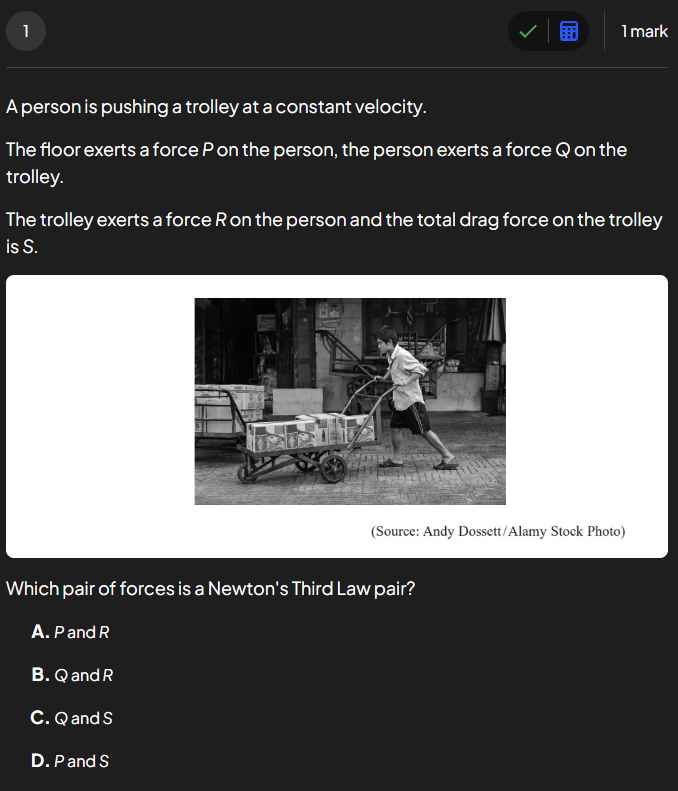 1
1 mark
A person is pushing a trolley at a constant velocity.
The floor exerts a force P on the person, the person exerts a force Q on the
trolley.
The trolley exerts a force R on the person and the total drag force on the trolley
is S.
(Source: Andy Dossett/Alamy Stock Photo)
Which pair of forces is a Newton's Third Law pair?
A. P and R
B. Q and R
C. Q and S
D. P and S